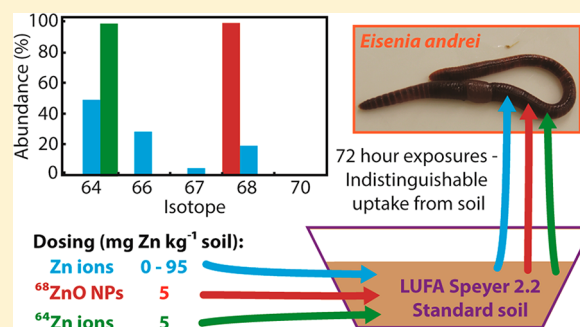 Abundance (%)
100
80
60
40
20
0
64 66 67 68 70
Isotope
Eisenia andrei
72 hour exposures -
Indistinguishable
uptake from soil
Dosing (mg Zn kg⁻¹ soil):
Zn ions 0 - 95
⁶⁸ZnO NPs 5
⁶⁴Zn ions 5
LUFA Speyer 2.2
Standard soil